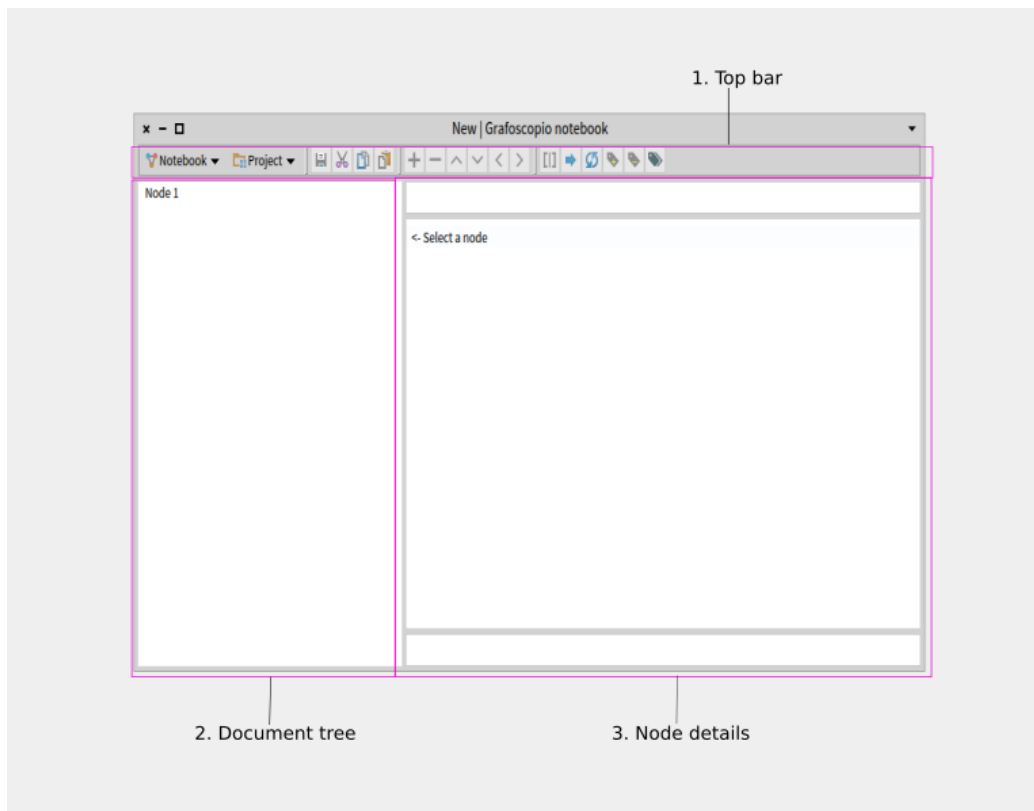 1. Top bar
New | Grafoscopio notebook
Notebook Project
Node 1
<- Select a node
2. Document tree
3. Node details